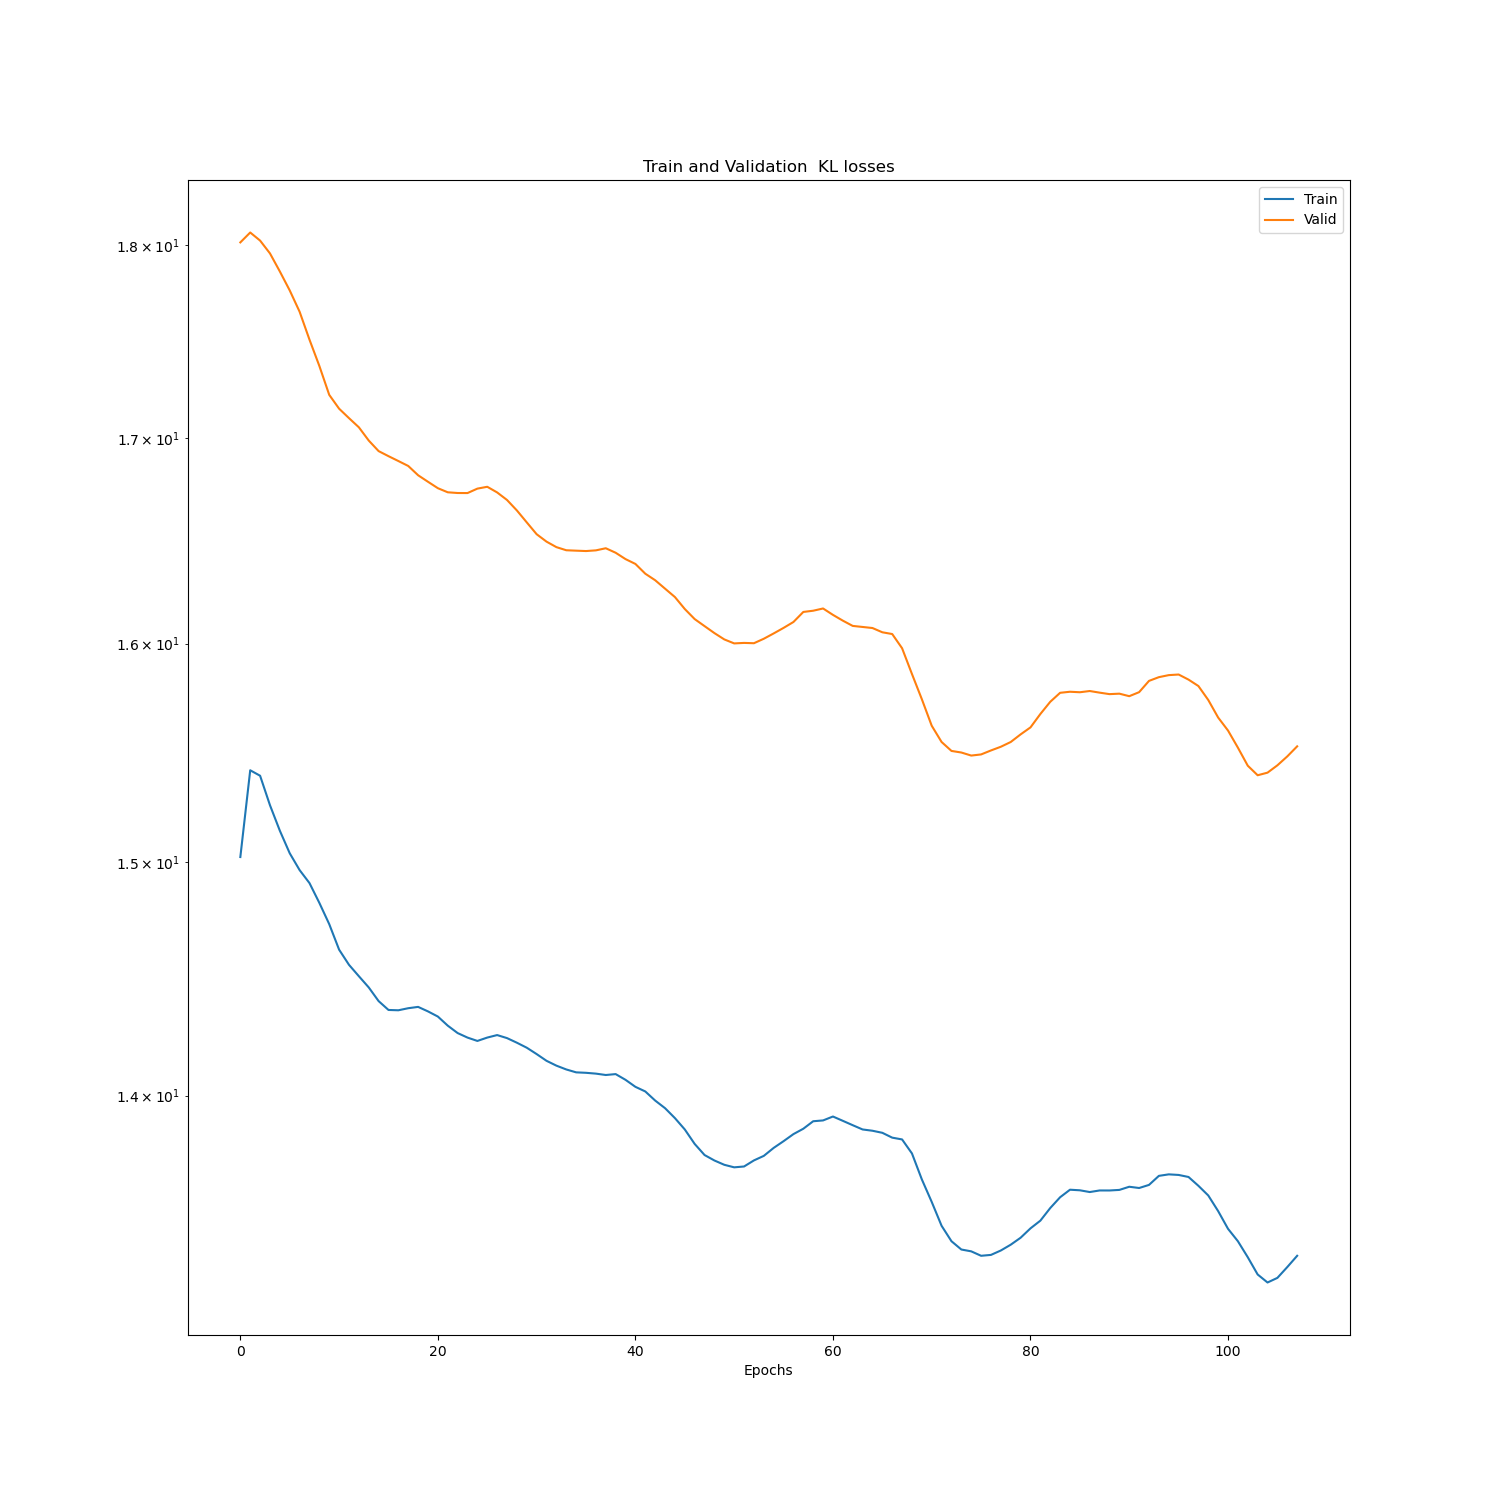 Train and Validation  KL losses
Train
Valid
1.8 × 10¹
1.7 × 10¹
1.6 × 10¹
1.5 × 10¹
1.4 × 10¹
0 20 40 60 80 100
Epochs